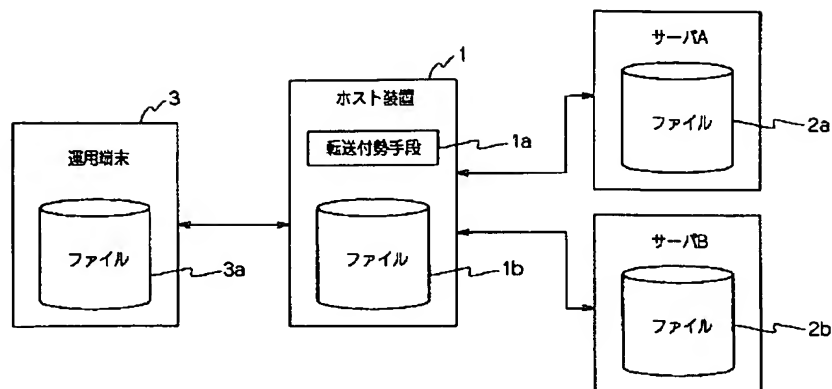 3
運用端末
ファイル
3a
1
ホスト装置
転送付勢手段
1a
ファイル
1b
サーバA
ファイル
2a
サーバB
ファイル
2b